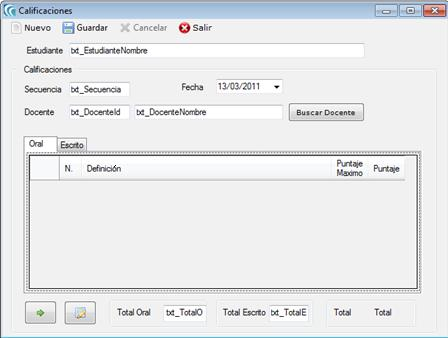 Calificaciones
Nuevo Guardar Cancelar Salir
Estudiante txt_EstudianteNombre
Calificaciones
Secuencia txt_Secuencia Fecha 13/03/2011
Docente txt_DocenteId txt_DocenteNombre Buscar Docente
Oral Escrito
N. Definición Puntaje Maximo Puntaje
Total Oral txt_TotalO Total Escrito txt_TotalE Total Total